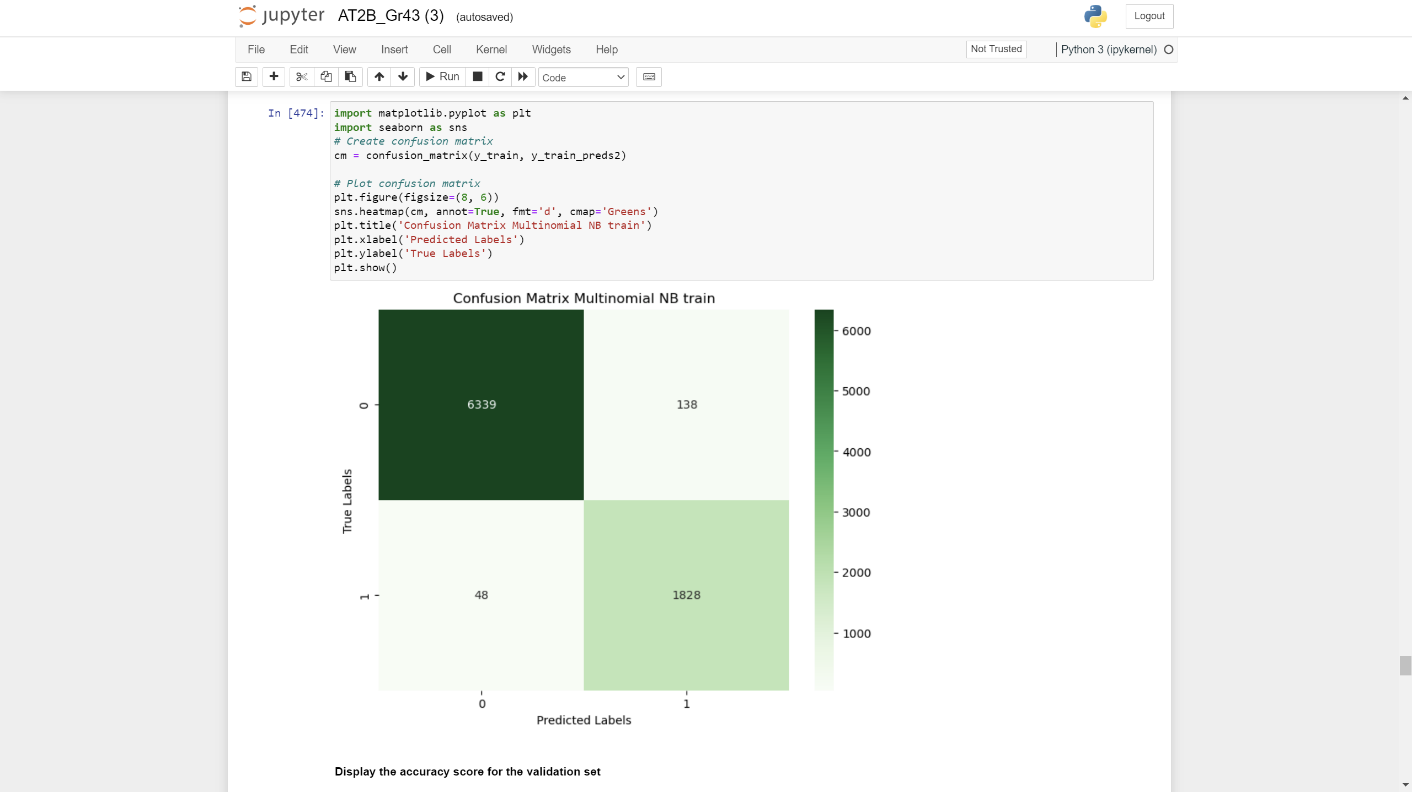 jupyter AT2B_Gr43 (3) (autosaved)
Logout
File Edit View Insert Cell Kernel Widgets Help
Not Trusted
Python 3 (ipykernel)
Run
Code
In [474]:
import matplotlib.pyplot as plt
import seaborn as sns
# Create confusion matrix
cm = confusion_matrix(y_train, y_train_preds2)
# Plot confusion matrix
plt.figure(figsize=(8, 6))
sns.heatmap(cm, annot=True, fmt='d', cmap='Greens')
plt.title('Confusion Matrix Multinomial NB train')
plt.xlabel('Predicted Labels')
plt.ylabel('True Labels')
plt.show()
Confusion Matrix Multinomial NB train
6000
5000
4000
3000
2000
1000
True Labels
0
6339
138
1
48
1828
0
1
Predicted Labels
Display the accuracy score for the validation set